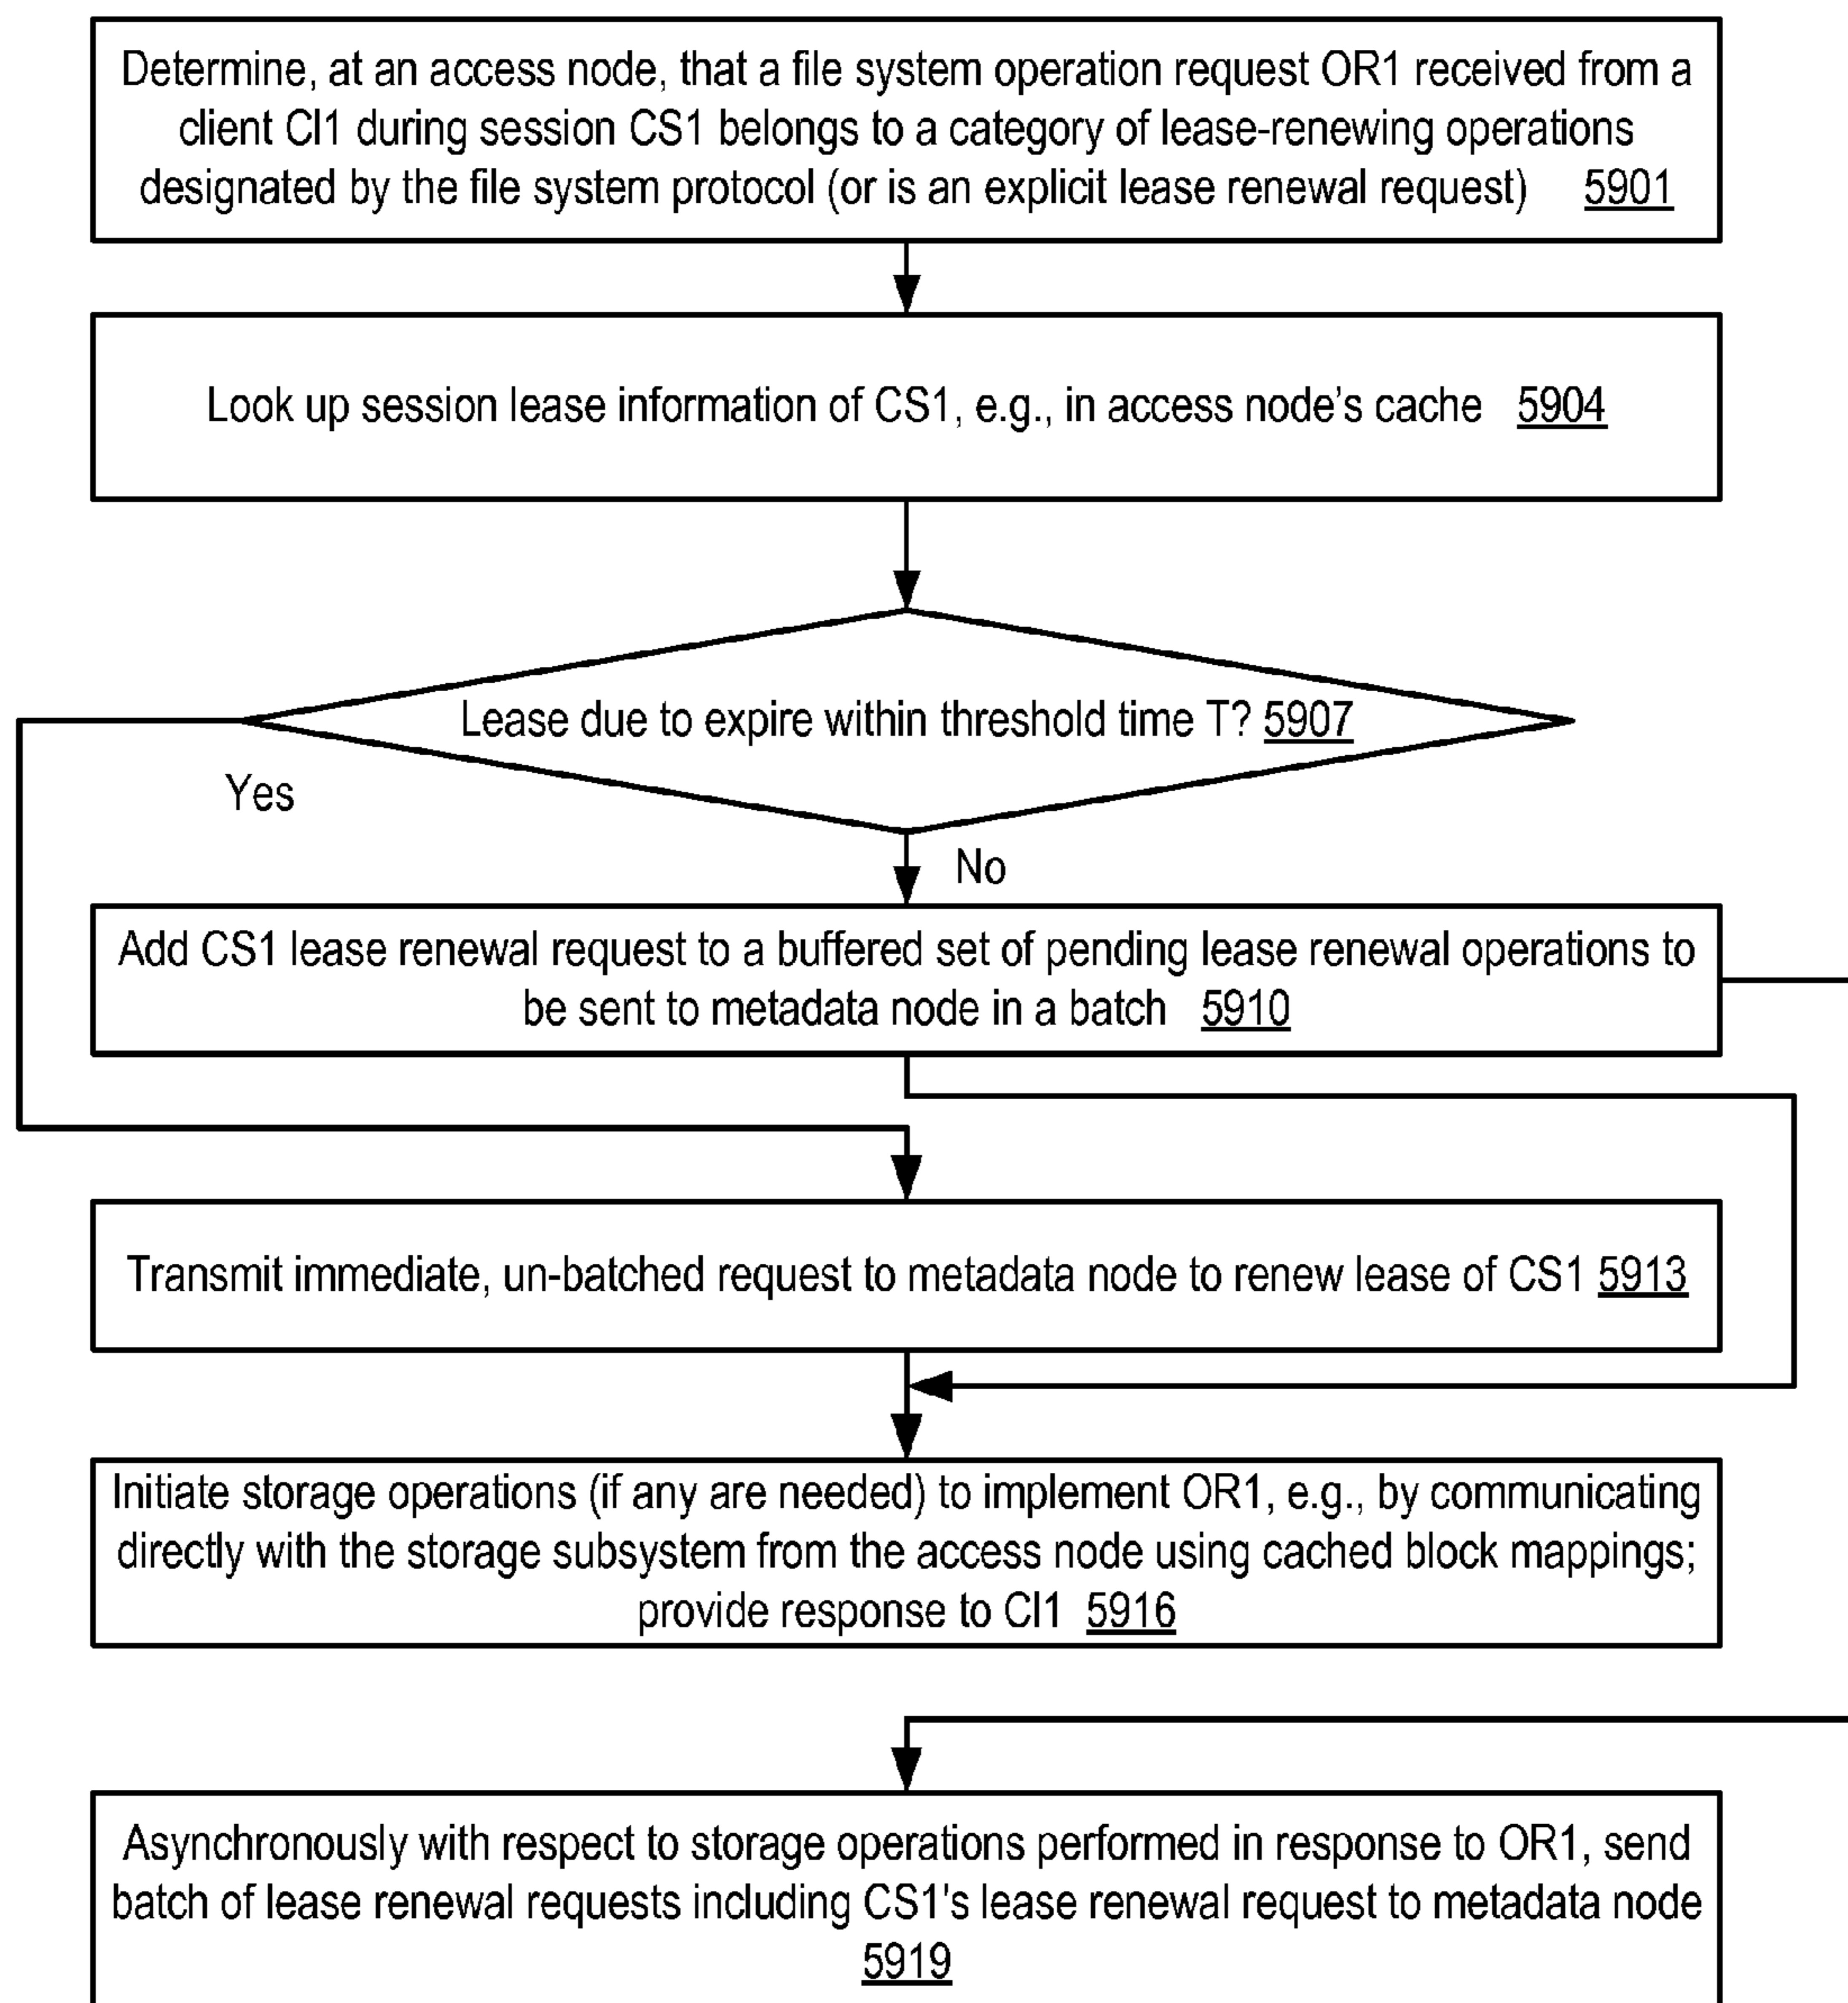 Determine, at an access node, that a file system operation request OR1 received from a
client Cl1 during session CS1 belongs to a category of lease-renewing operations
designated by the file system protocol (or is an explicit lease renewal request) 5901
Look up session lease information of CS1, e.g., in access node's cache 5904
Lease due to expire within threshold time T? 5907
Yes
No
Add CS1 lease renewal request to a buffered set of pending lease renewal operations to
be sent to metadata node in a batch 5910
Transmit immediate, un-batched request to metadata node to renew lease of CS1 5913
Initiate storage operations (if any are needed) to implement OR1, e.g., by communicating
directly with the storage subsystem from the access node using cached block mappings;
provide response to Cl1 5916
Asynchronously with respect to storage operations performed in response to OR1, send
batch of lease renewal requests including CS1's lease renewal request to metadata node
5919